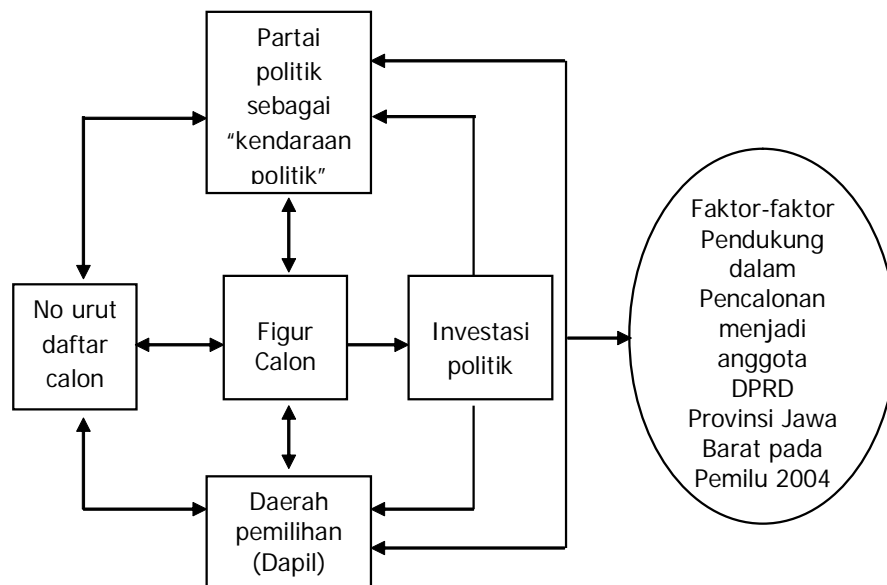 Partai
politik
sebagai
“kendaraan
politik”
No urut
daftar
calon
Figur
Calon
Investasi
politik
Daerah
pemilihan
(Dapil)
Faktor-faktor
Pendukung
dalam
Pencalonan
menjadi
anggota
DPRD
Provinsi Jawa
Barat pada
Pemilu 2004